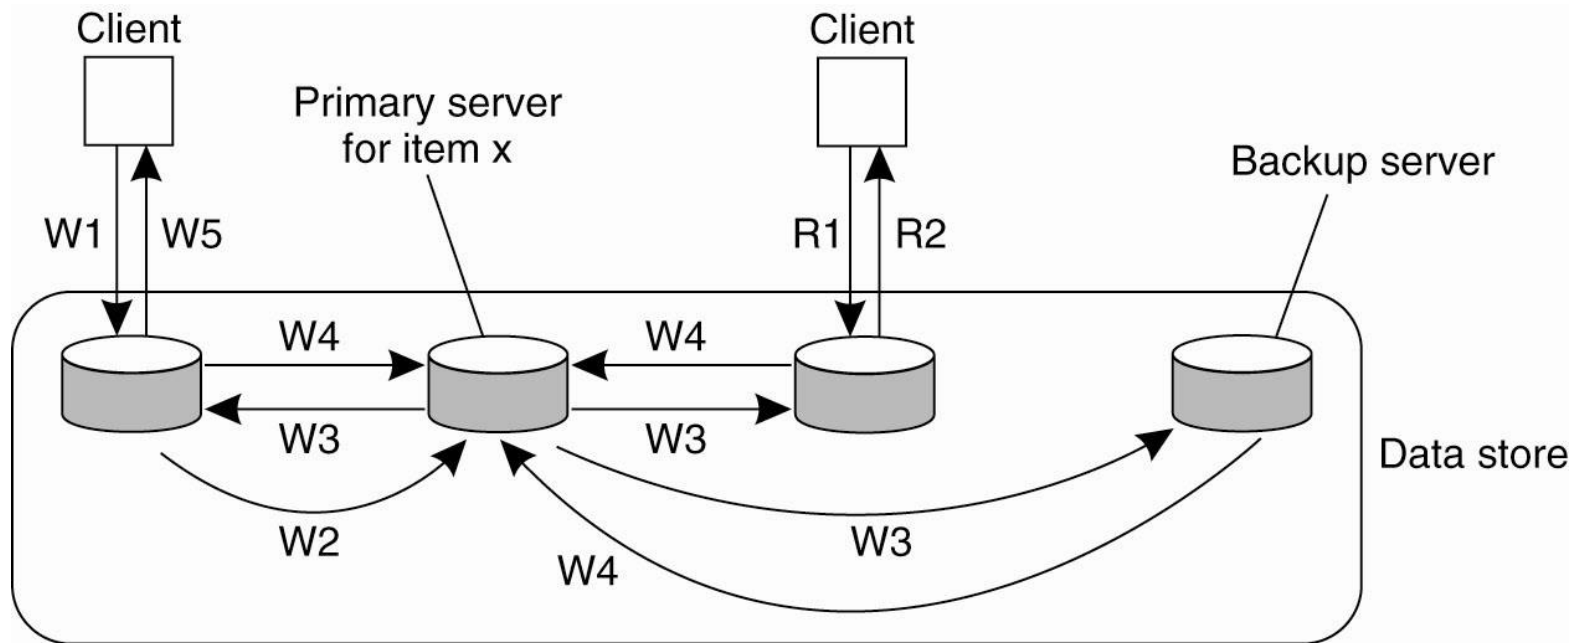 Client
Client
Primary server
for item x
Backup server
W1
W5
R1
R2
W4
W4
W3
W3
Data store
W2
W3
W4